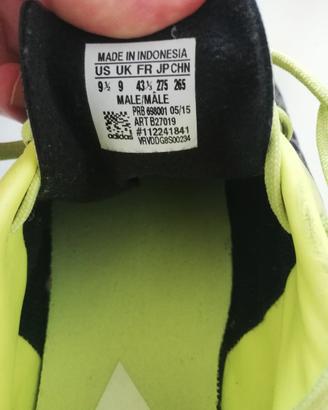 MADE IN INDONESIA
US UK FR JP CHN
9½ 9 43⅓ 275 265
MALE/MÂLE
PRB 698001 05/15
ART B27019
#112241841
VRVDDG8S00234
adidas